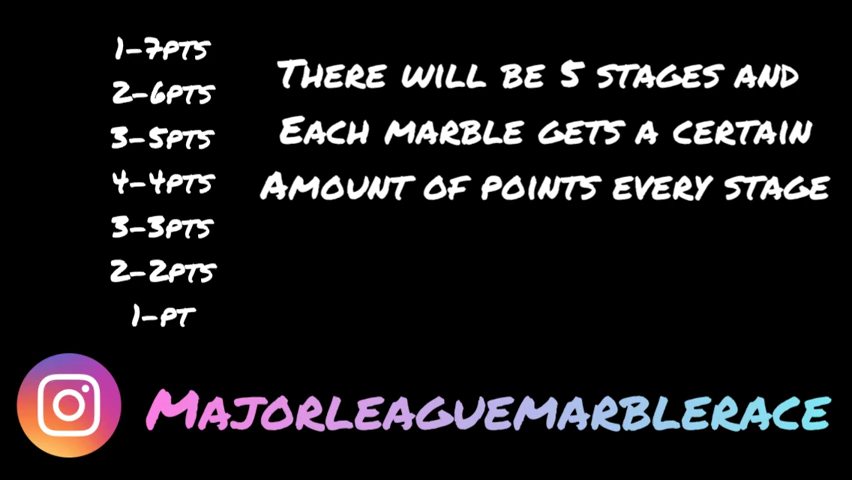 1-7pts
2-6pts
3-5pts
4-4pts
3-3pts
2-2pts
1-pt
There will be 5 stages and
Each marble gets a certain
Amount of points every stage
Majorleaguemarblerace